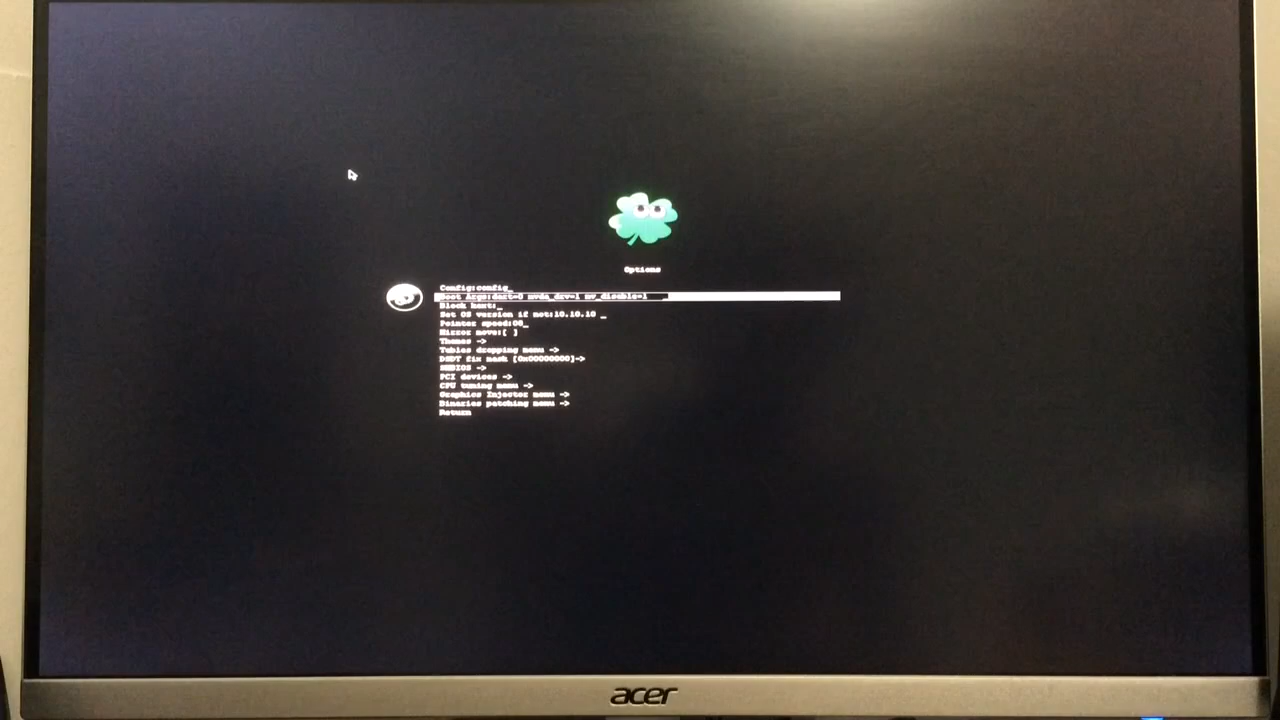 Options
Config:config_
Boot Args:dart=0 nvda_drv=1 nv_disable=1 _
Block kext:_
Set OS version if not:10.10.10 _
Pointer speed:08_
Mirror move:[ ]
Themes ->
Tables dropping menu ->
DSDT fix mask [0x00000000]->
SMBIOS ->
PCI devices ->
CPU tuning menu ->
Graphics Injector menu ->
Binaries patching menu ->
Return
acer